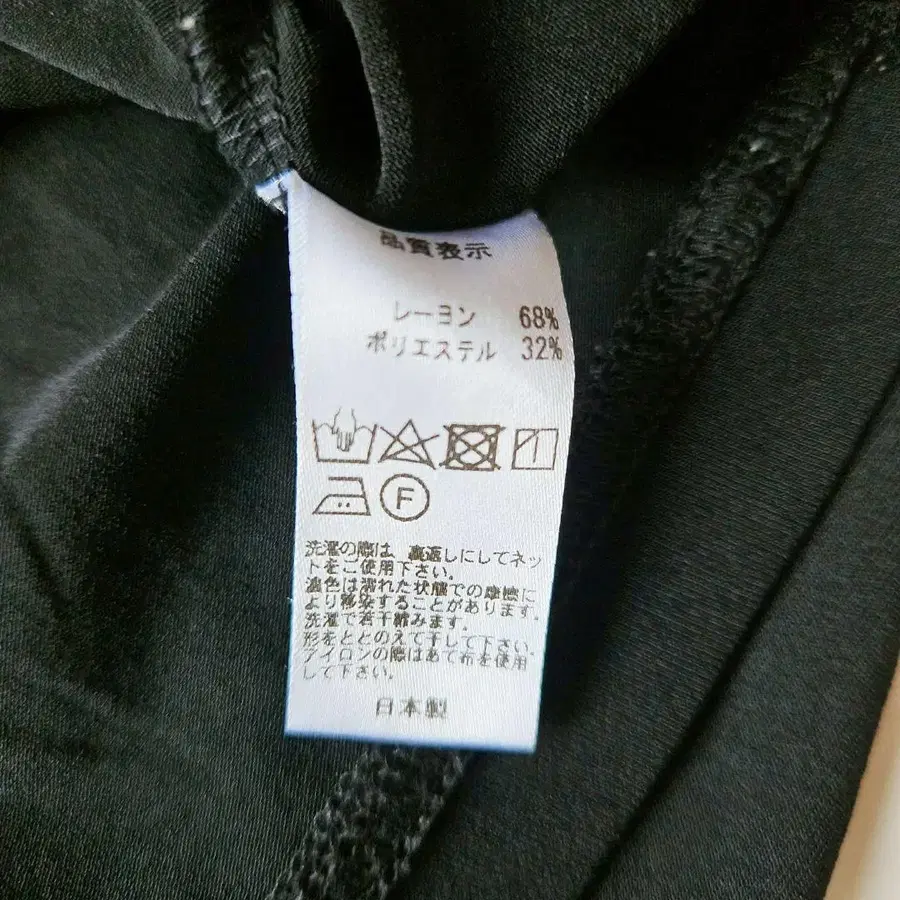 品質表示
レーヨン 68%
ポリエステル 32%
F
洗濯の際は、裏返しにしてネッ
トをご使用下さい。
濃色は濡れた状態での摩擦に
より移染することがあります。
洗濯で若干縮みます。
形をととのえて干して下さい。
アイロンの際はあて布を使用
して下さい。
日本製